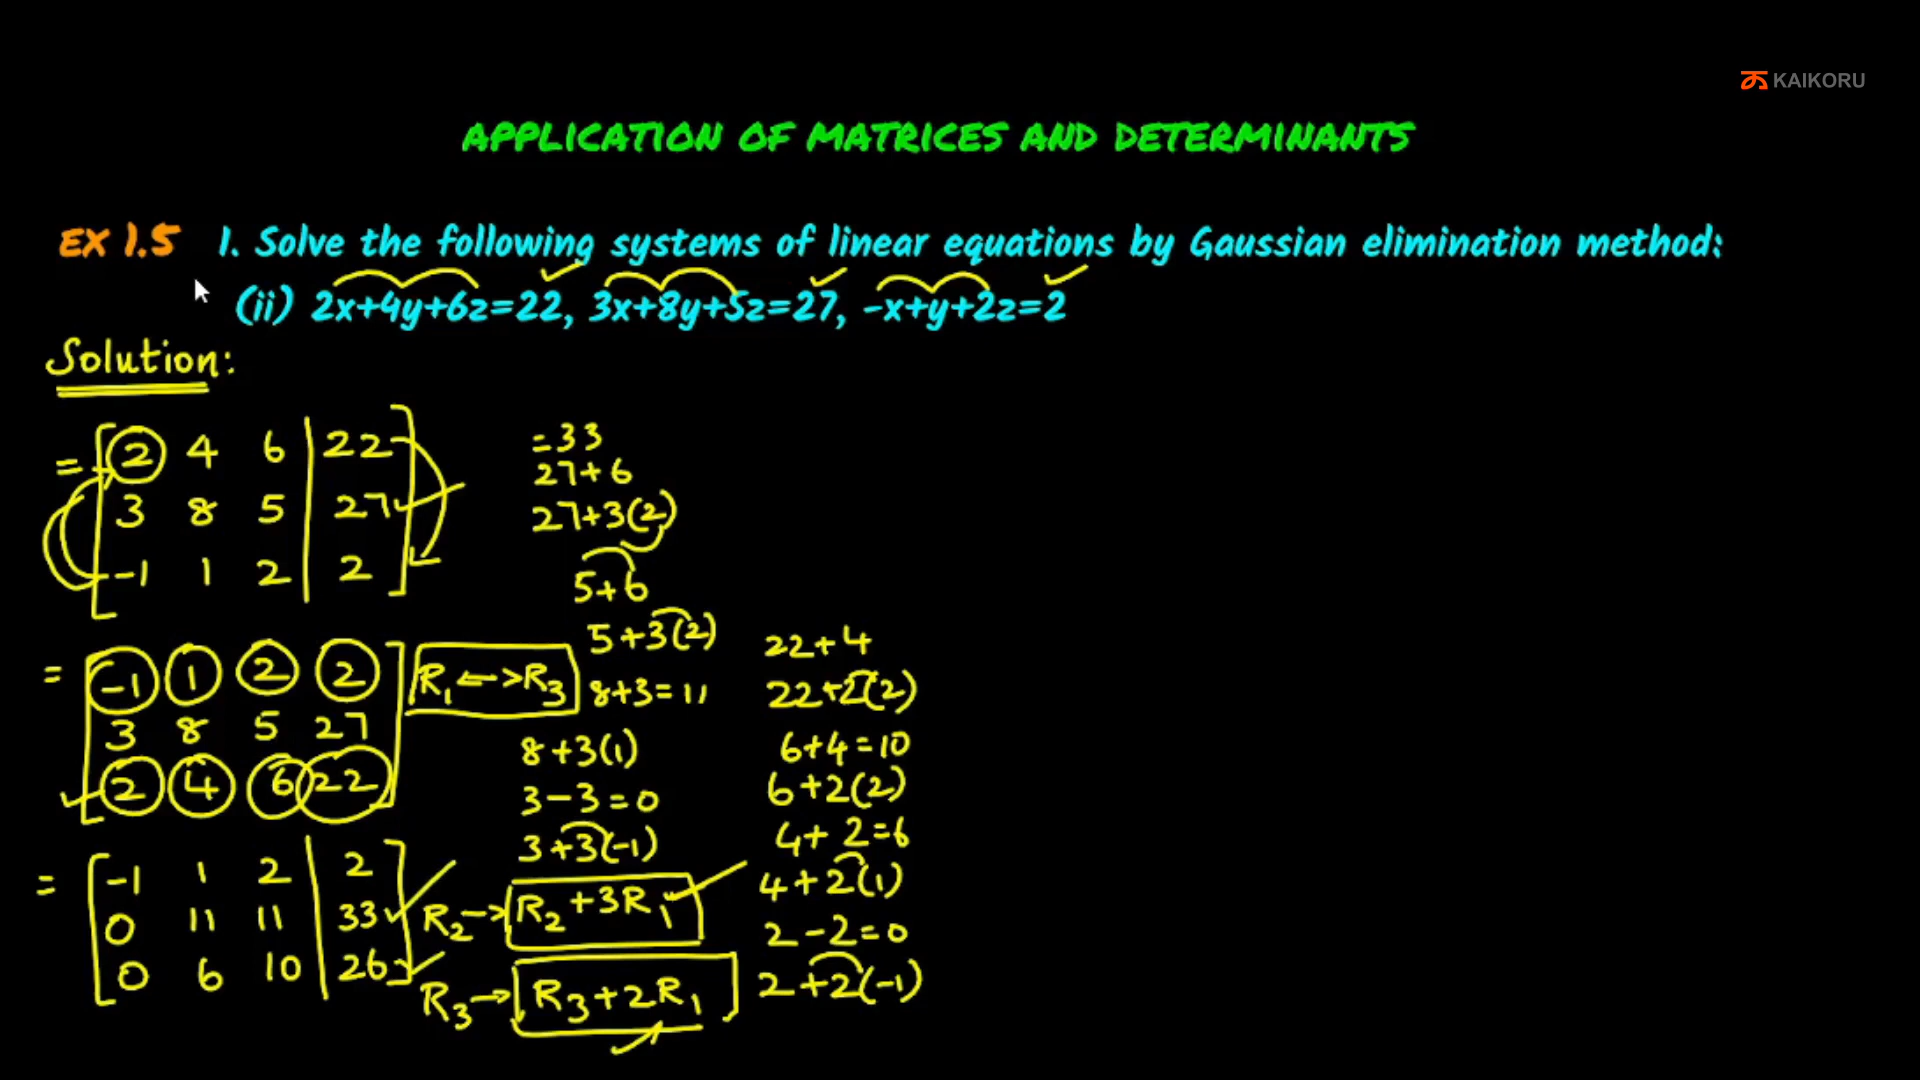 KAIKORU
APPLICATION OF MATRICES AND DETERMINANTS
EX 1.5 1. Solve the following systems of linear equations by Gaussian elimination method:
(ii) 2x+4y+6z=22, 3x+8y+5z=27, -x+y+2z=2
Solution:
= [2 4 6 | 22
3 8 5 | 27
-1 1 2 | 2]
=33
27+6
27+3(2)
5+6
5+3(2)
8+3=11
8+3(1)
3-3=0
3+3(-1)
= [-1 1 2 2
3 8 5 27
2 4 6 22]
R1<->R3
22+4
22+2(2)
6+4=10
6+2(2)
4+2=6
4+2(1)
2-2=0
2+2(-1)
= [-1 1 2 | 2
0 11 11 | 33
0 6 10 | 26]
R2->R2+3R1
R3->R3+2R1